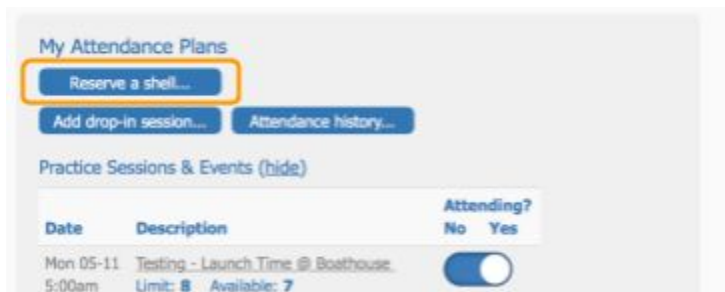 My Attendance Plans
Reserve a shell...
Add drop-in session... Attendance history...
Practice Sessions & Events (hide)
Attending?
Date Description No Yes
Mon 05-11 Testing - Launch Time @ Boathouse
5:00am Limit: 8 Available: 7